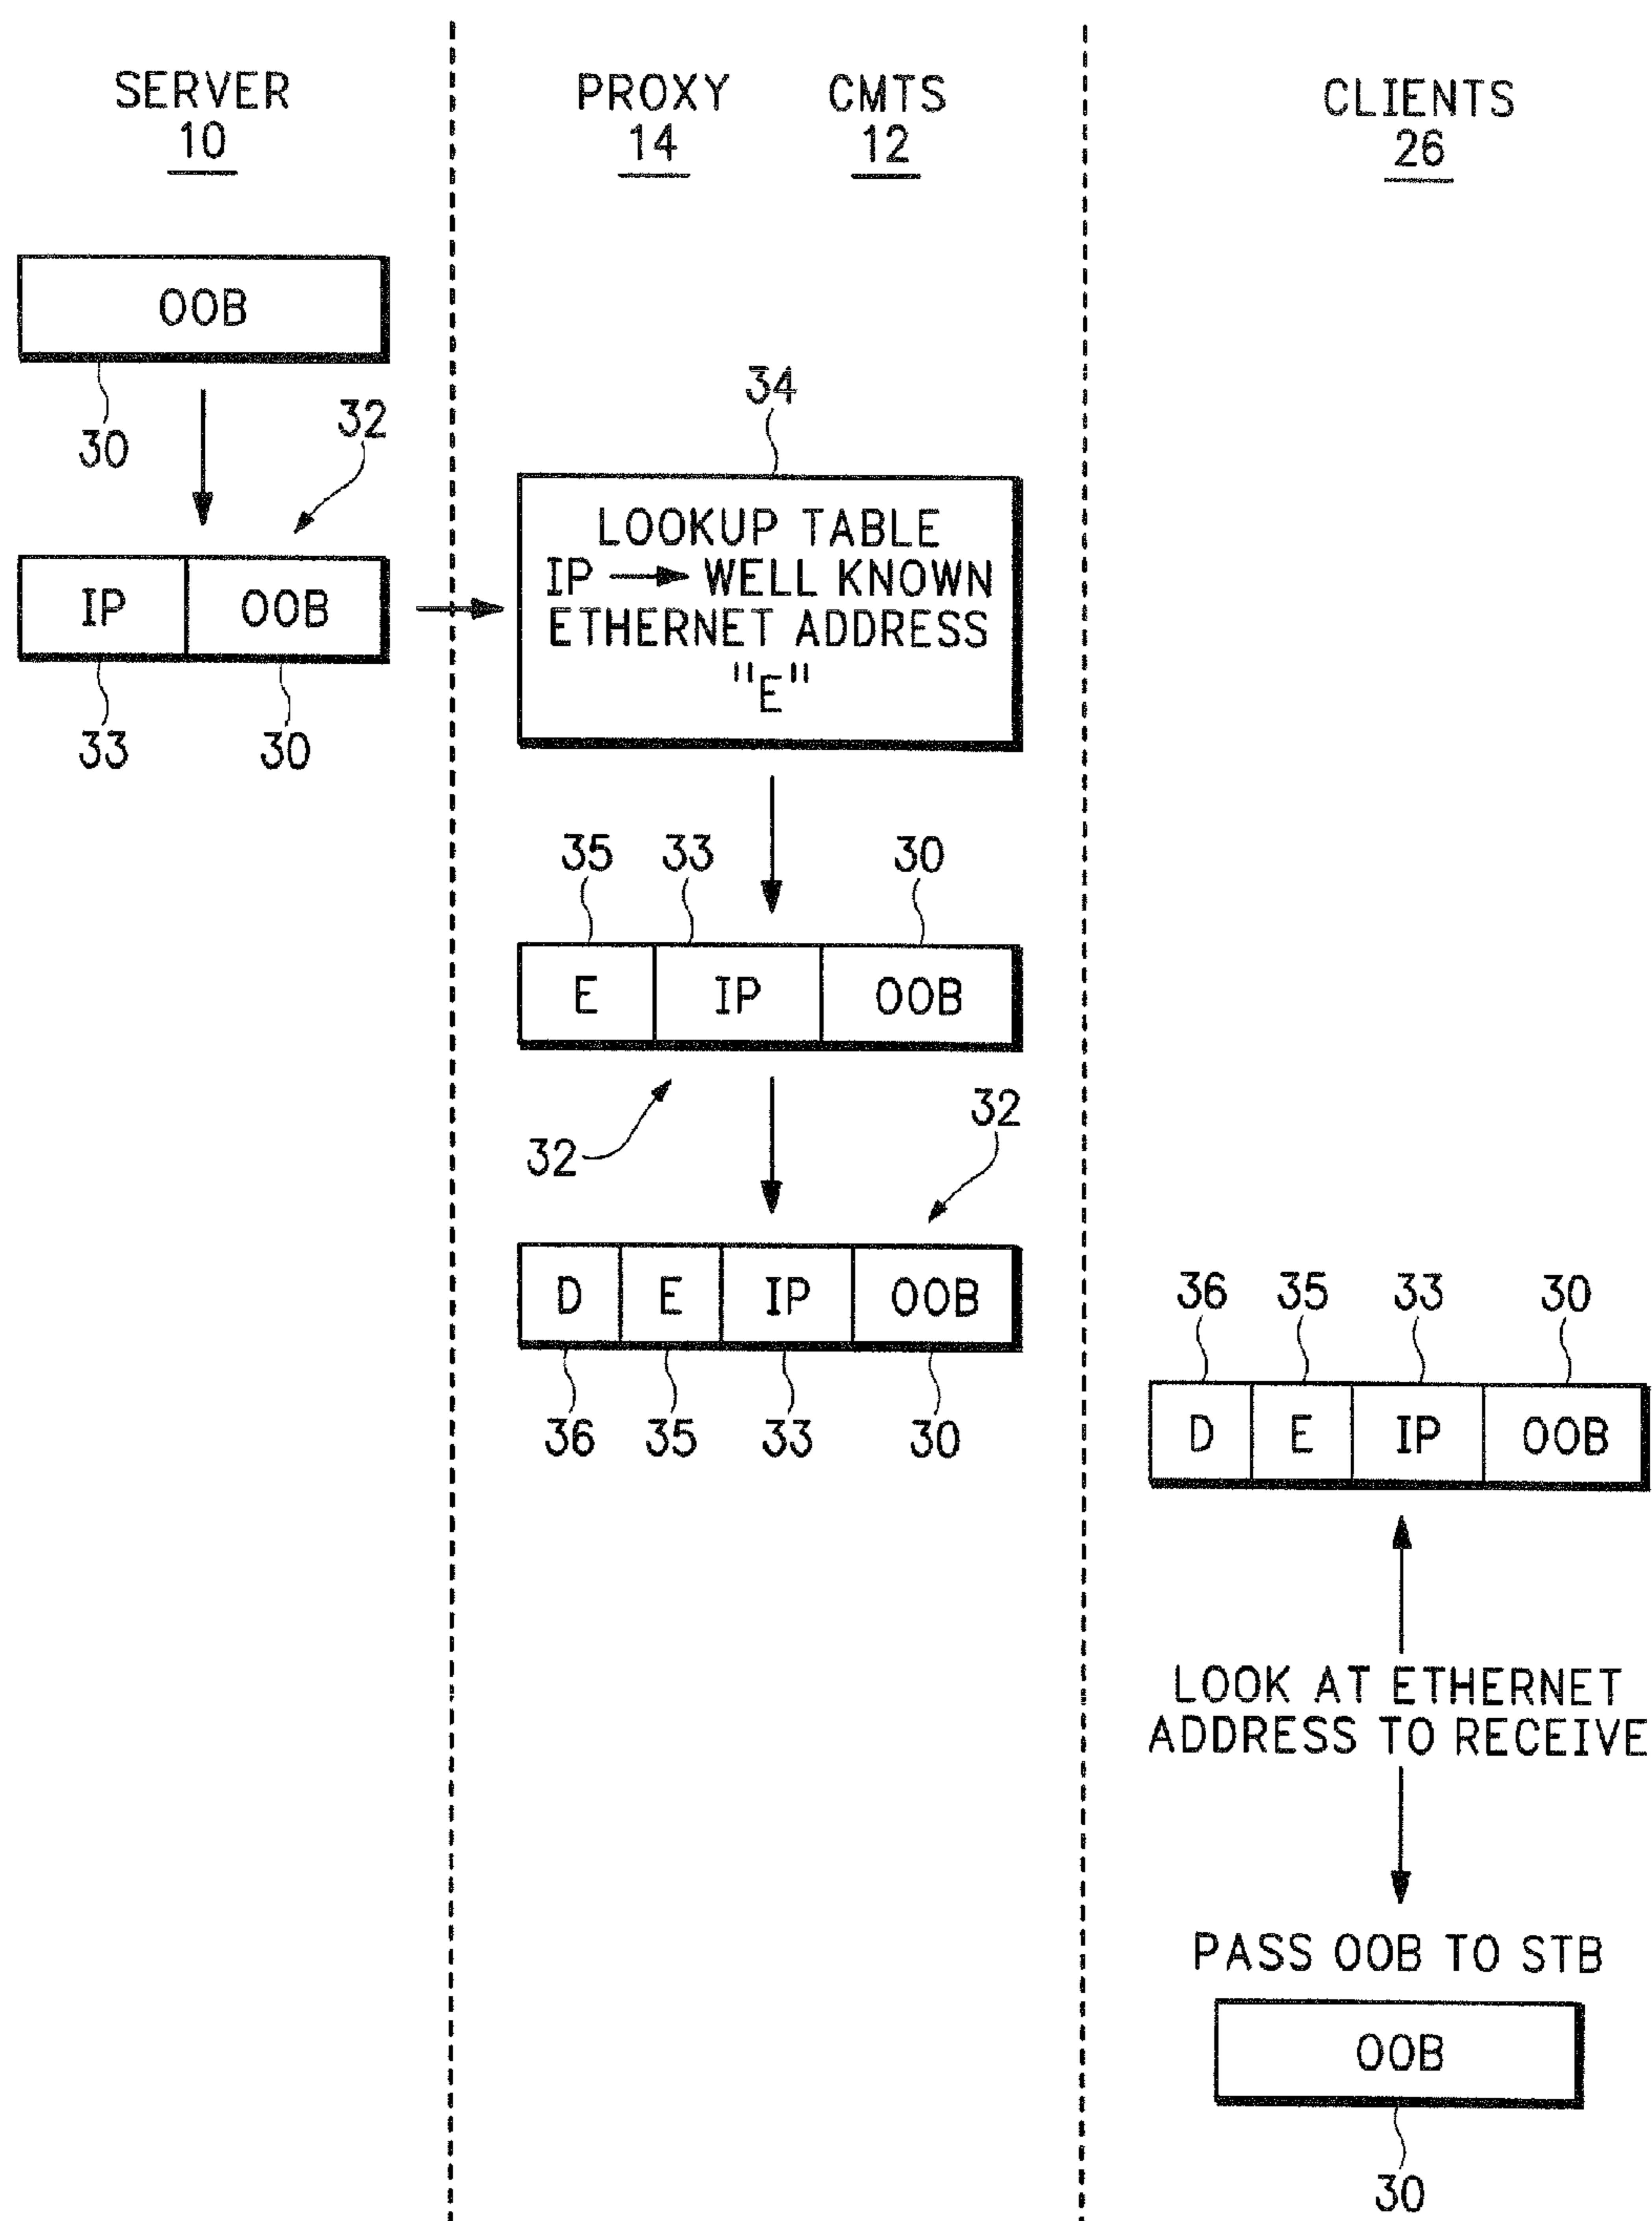 SERVER
10
PROXY
14
CMTS
12
CLIENTS
26
OOB
30
32
IP OOB
33 30
34
LOOKUP TABLE
IP → WELL KNOWN
ETHERNET ADDRESS
"E"
35 33 30
E IP OOB
32
32
D E IP OOB
36 35 33 30
36 35 33 30
D E IP OOB
LOOK AT ETHERNET
ADDRESS TO RECEIVE
PASS OOB TO STB
OOB
30